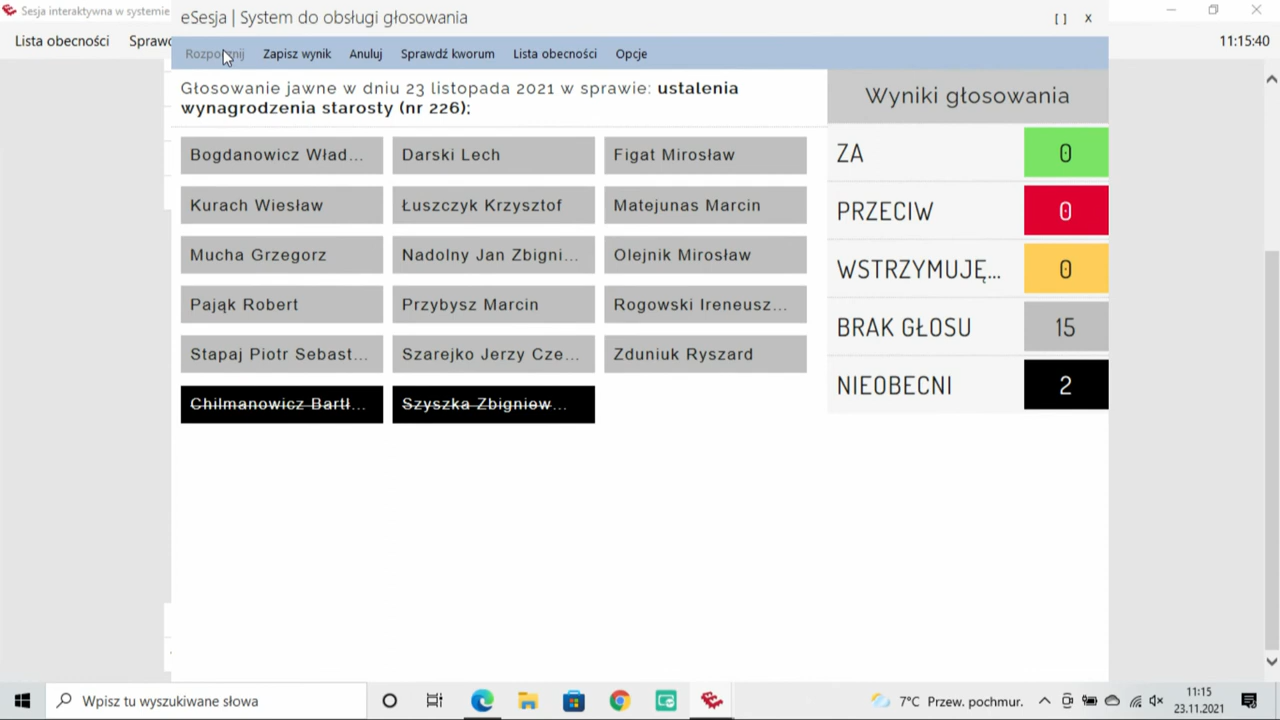 Sesja interaktywna w systemie
eSesja | System do obsługi głosowania
[ ] X
Lista obecności
Rozpocznij Zapisz wynik Anuluj Sprawdź kworum Lista obecności Opcje
11:15:40
Głosowanie jawne w dniu 23 listopada 2021 w sprawie: ustalenia
wynagrodzenia starosty (nr 226);
Bogdanowicz Wład... Darski Lech Figat Mirosław
Kurach Wiesław Łuszczyk Krzysztof Matejunas Marcin
Mucha Grzegorz Nadolny Jan Zbigni... Olejnik Mirosław
Pająk Robert Przybysz Marcin Rogowski Ireneusz...
Stapaj Piotr Sebast... Szarejko Jerzy Cze... Zduniuk Ryszard
Chilmanowicz Bartł... Szyszka Zbigniew...
Wyniki głosowania
ZA 0
PRZECIW 0
WSTRZYMUJĘ... 0
BRAK GŁOSU 15
NIEOBECNI 2
Wpisz tu wyszukiwane słowa
7°C Przew. pochmur.
11:15
23.11.2021